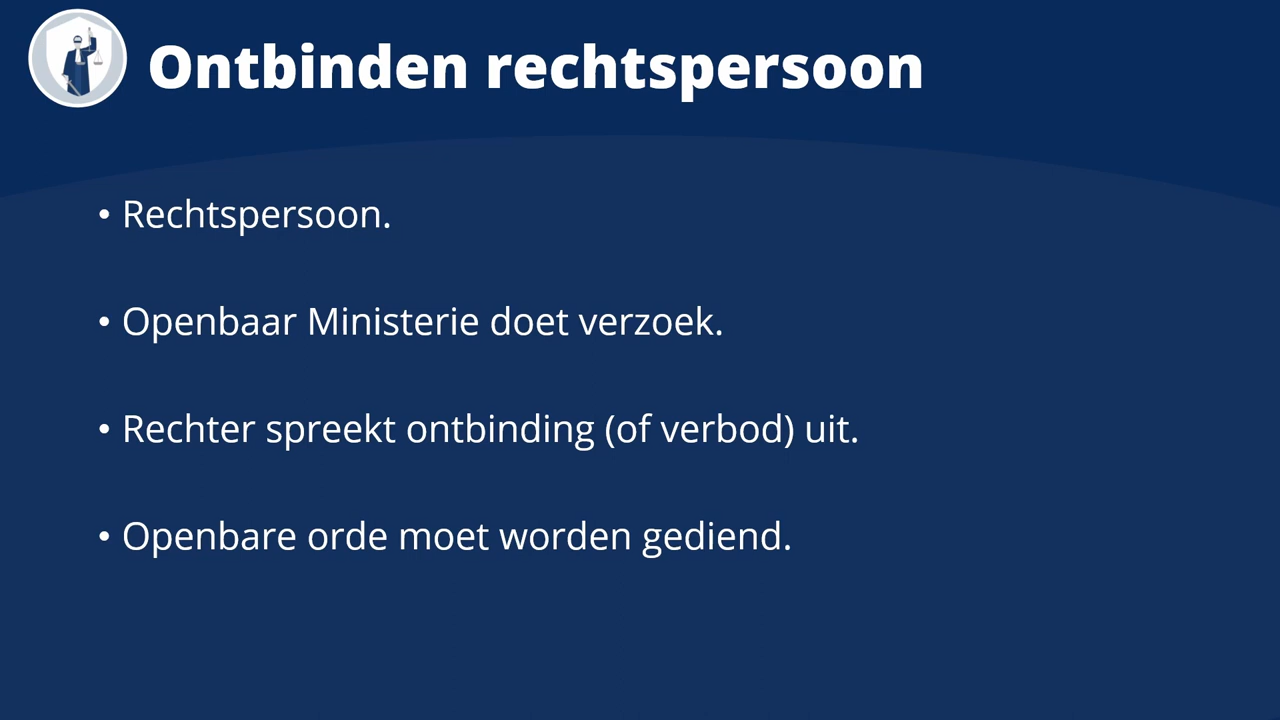 Ontbinden rechtspersoon
• Rechtspersoon.
• Openbaar Ministerie doet verzoek.
• Rechter spreekt ontbinding (of verbod) uit.
• Openbare orde moet worden gediend.